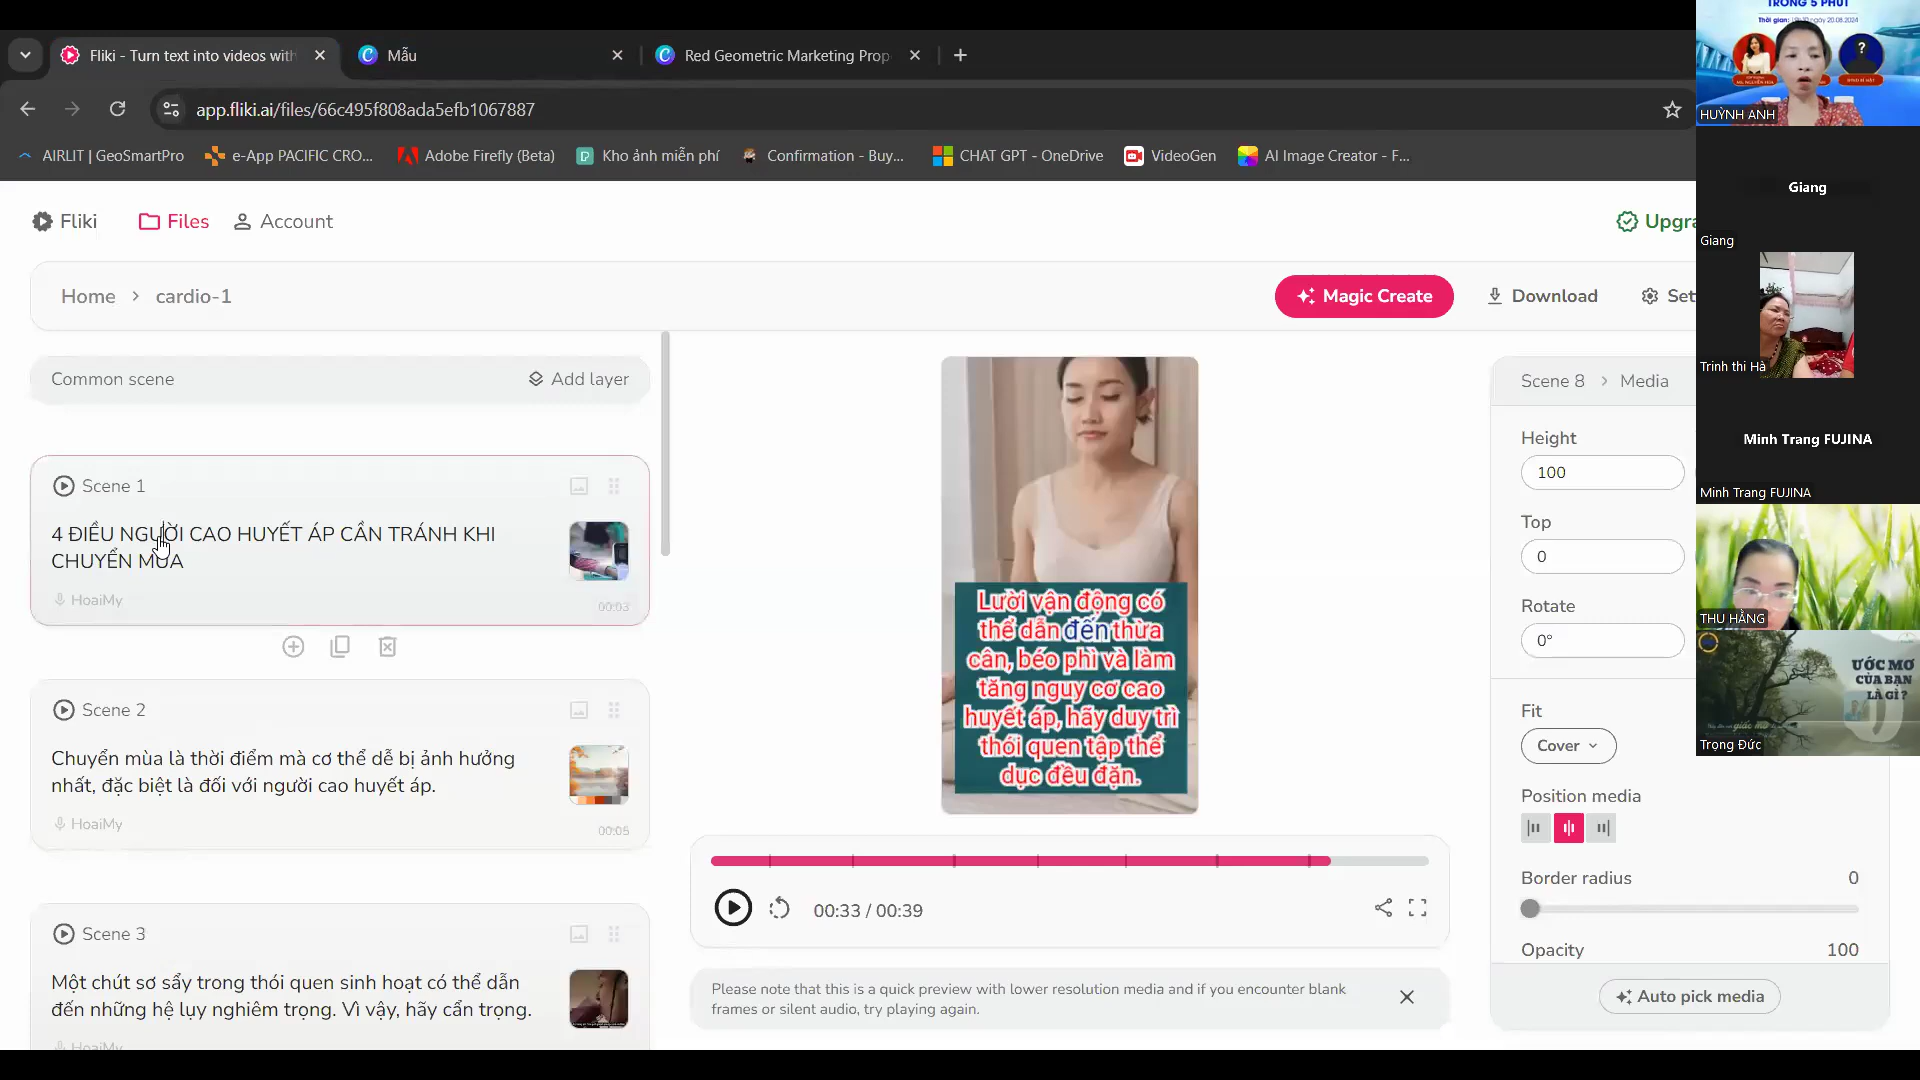 Fliki - Turn text into videos with
Mẫu
Red Geometric Marketing Prop
app.fliki.ai/files/66c495f808ada5efb1067887
AIRLIT | GeoSmartPro
e-App PACIFIC CRO...
Adobe Firefly (Beta)
Kho ảnh miễn phí
Confirmation - Buy...
CHAT GPT - OneDrive
VideoGen
AI Image Creator - F...
Fliki
Files
Account
Upgra
Home > cardio-1
Magic Create
Download
Set
Common scene
Add layer
Scene 1
4 ĐIỀU NGƯỜI CAO HUYẾT ÁP CẦN TRÁNH KHI
CHUYỂN MÙA
HoaiMy
00:03
Scene 2
Chuyển mùa là thời điểm mà cơ thể dễ bị ảnh hưởng
nhất, đặc biệt là đối với người cao huyết áp.
HoaiMy
00:05
Scene 3
Một chút sơ sẩy trong thói quen sinh hoạt có thể dẫn
đến những hệ lụy nghiêm trọng. Vì vậy, hãy cẩn trọng.
HoaiMy
Lười vận động có
thể dẫn đến thừa
cân, béo phì và làm
tăng nguy cơ cao
huyết áp, hãy duy trì
thói quen tập thể
dục đều đặn.
00:33 / 00:39
Please note that this is a quick preview with lower resolution media and if you encounter blank
frames or silent audio, try playing again.
Scene 8 > Media
Height
100
Top
0
Rotate
0°
Fit
Cover
Position media
Border radius
0
Opacity
100
Auto pick media
TRONG 5 PHÚT
HUỲNH ANH
Giang
Giang
Trinh thi Hà
Minh Trang FUJINA
Minh Trang FUJINA
THU HẰNG
ƯỚC MƠ
CỦA BẠN
LÀ GÌ ?
Trọng Đức